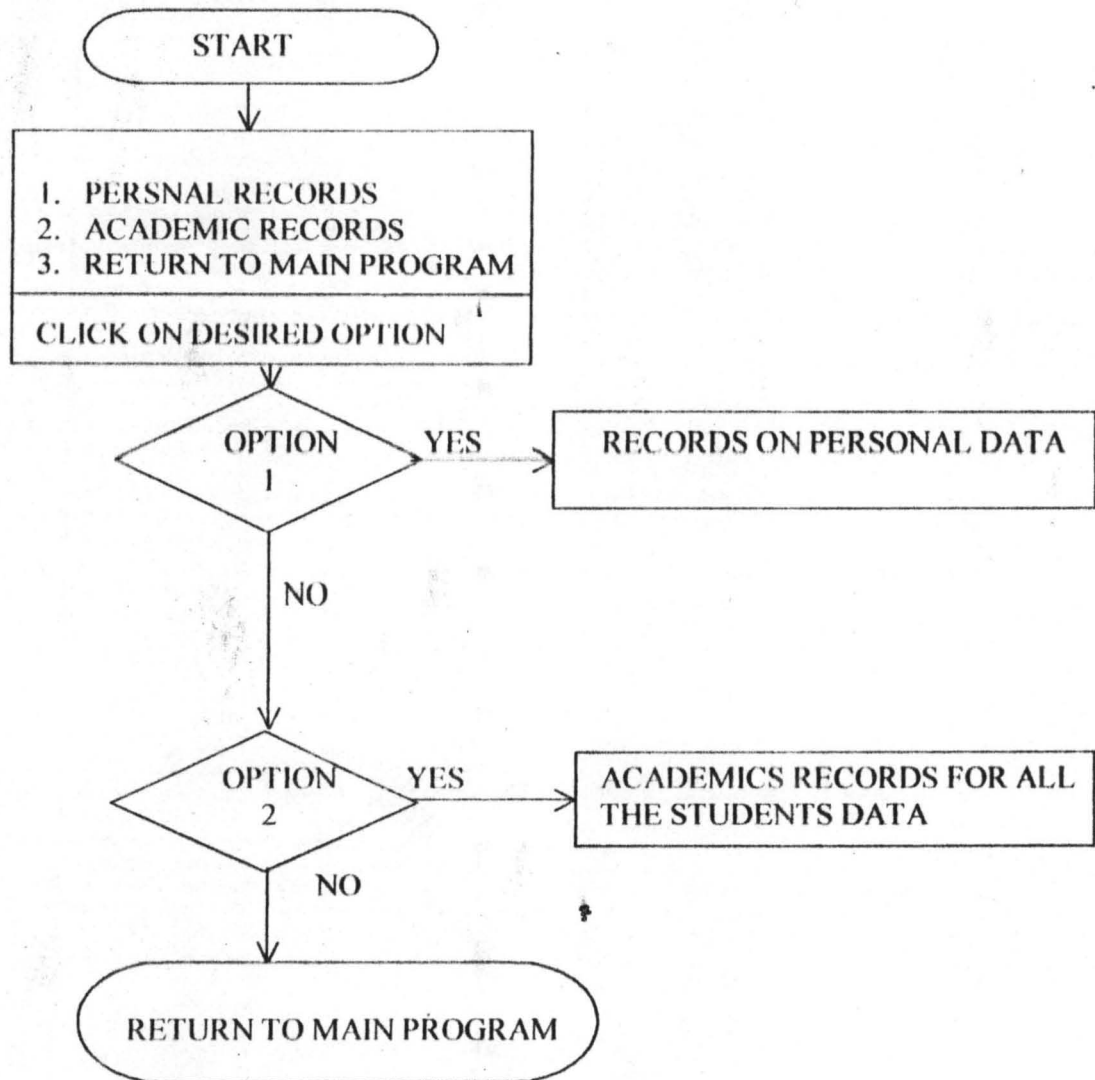 START
1. PERSNAL RECORDS
2. ACADEMIC RECORDS
3. RETURN TO MAIN PROGRAM
CLICK ON DESIRED OPTION
OPTION
1
YES
RECORDS ON PERSONAL DATA
NO
OPTION
2
YES
ACADEMICS RECORDS FOR ALL
THE STUDENTS DATA
NO
RETURN TO MAIN PROGRAM